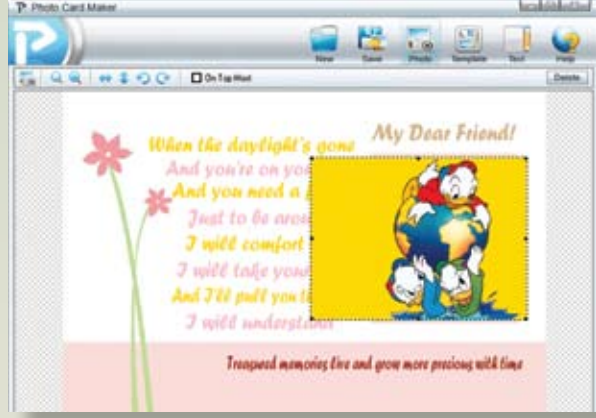 Photo Card Maker
New Save Photo Template Text Help
On Top Most
Delete
My Dear Friend!
When the daylight's gone
And you're on you
And you need a
Just to be arou
I will comfort
I will take your
And I'll pull you t
I will understand
Treasured memories live and grow more precious with time